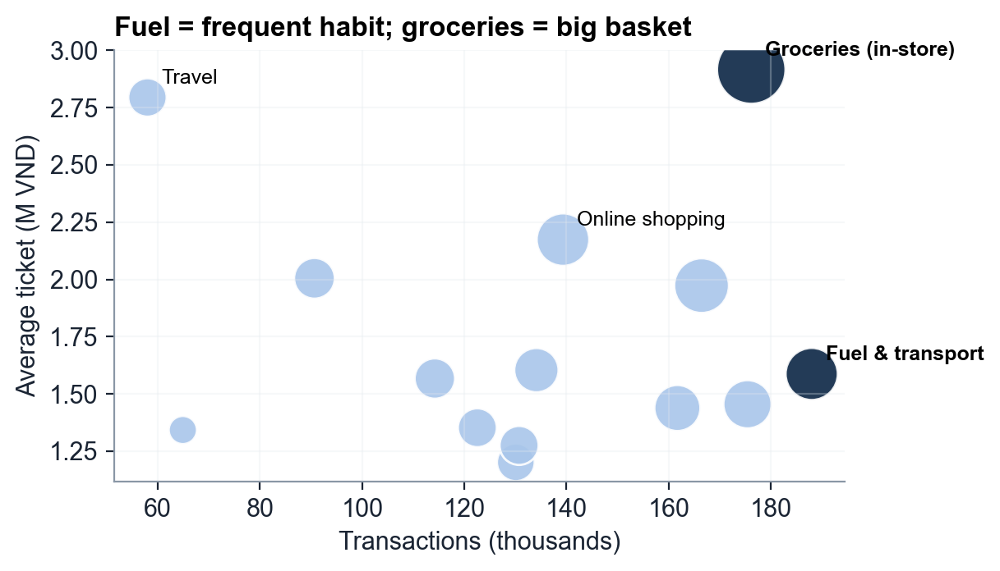 Fuel = frequent habit; groceries = big basket
3.00
Groceries (in-store)
Travel
2.75
2.50
2.25
Online shopping
2.00
1.75
Fuel & transport
1.50
1.25
Average ticket (M VND)
60 80 100 120 140 160 180
Transactions (thousands)